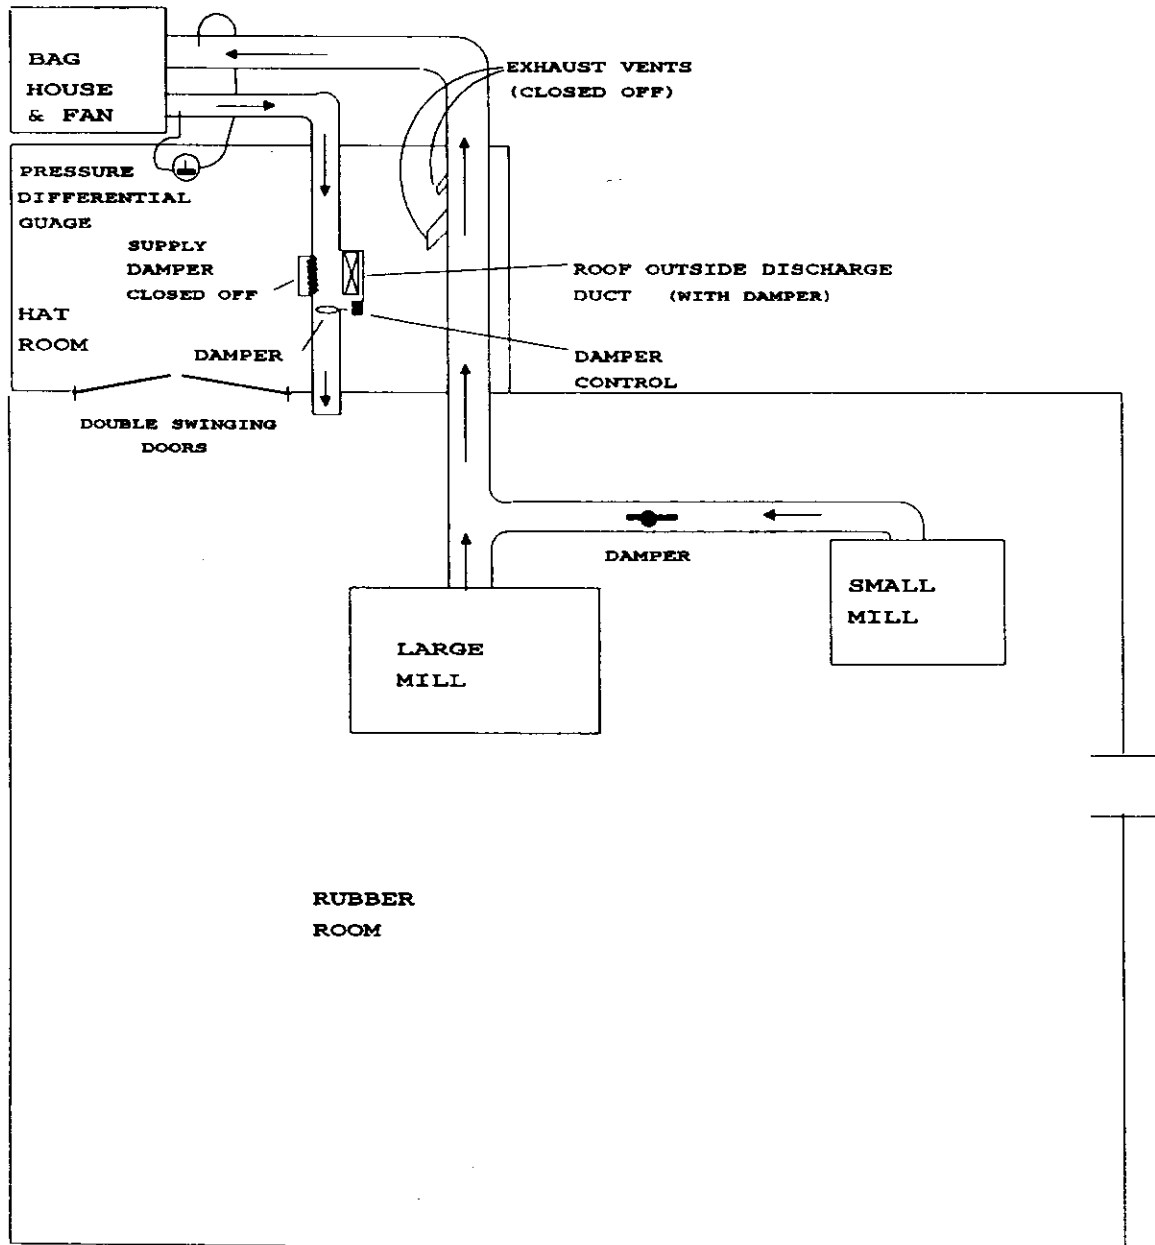 BAG
HOUSE
& FAN
EXHAUST VENTS
(CLOSED OFF)
PRESSURE
DIFFERENTIAL
GUAGE
SUPPLY
DAMPER
CLOSED OFF
ROOF OUTSIDE DISCHARGE
DUCT (WITH DAMPER)
HAT
ROOM
DAMPER
DAMPER
CONTROL
DOUBLE SWINGING
DOORS
DAMPER
SMALL
MILL
LARGE
MILL
RUBBER
ROOM